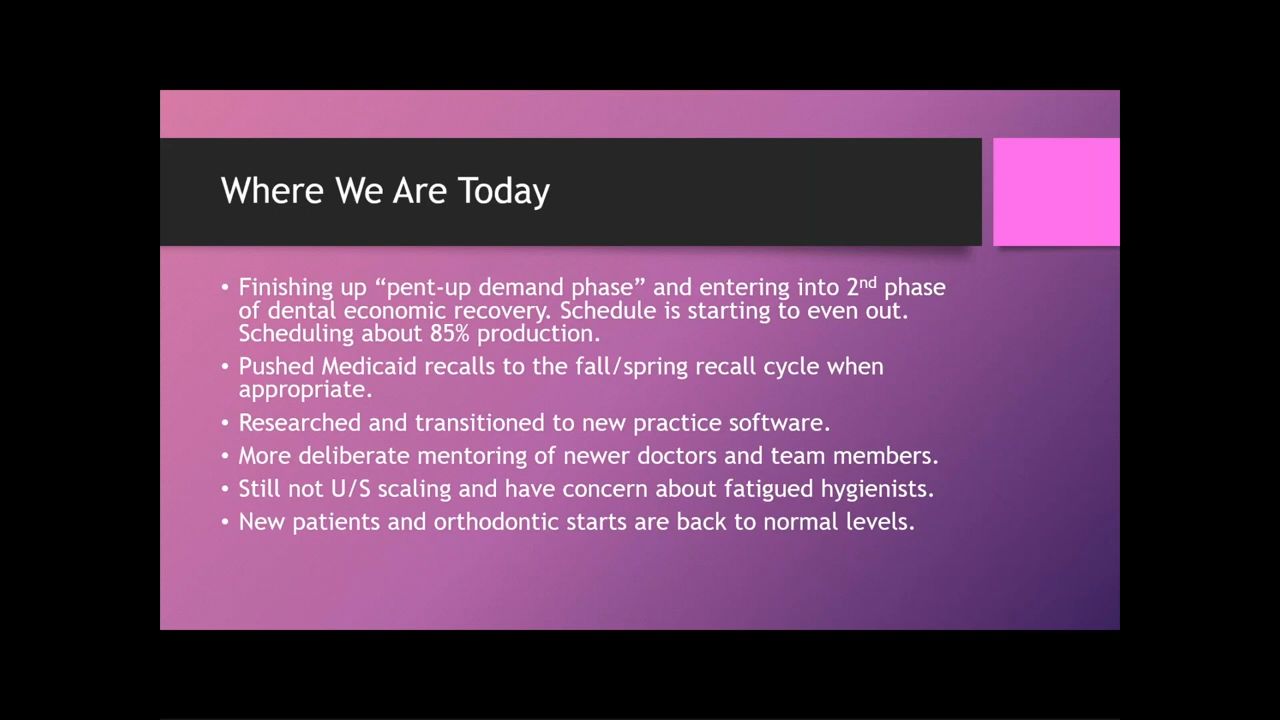 Where We Are Today
• Finishing up “pent-up demand phase” and entering into 2nd phase
of dental economic recovery. Schedule is starting to even out.
Scheduling about 85% production.
• Pushed Medicaid recalls to the fall/spring recall cycle when
appropriate.
• Researched and transitioned to new practice software.
• More deliberate mentoring of newer doctors and team members.
• Still not U/S scaling and have concern about fatigued hygienists.
• New patients and orthodontic starts are back to normal levels.